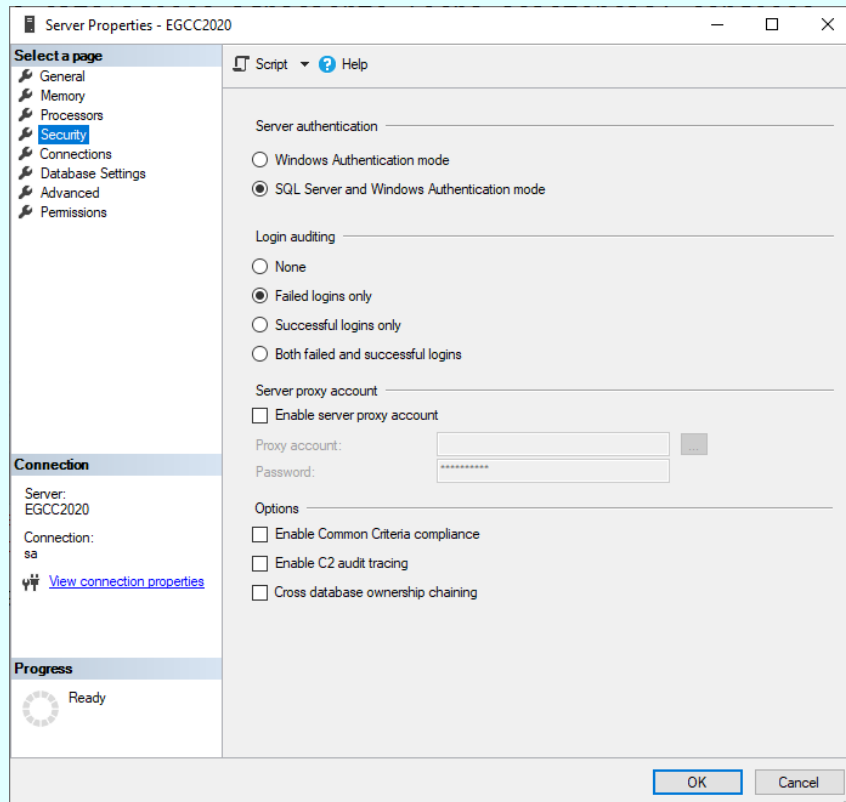 Server Properties - EGCC2020
Select a page
General
Memory
Processors
Security
Connections
Database Settings
Advanced
Permissions
Script
Help
Server authentication
Windows Authentication mode
SQL Server and Windows Authentication mode
Login auditing
None
Failed logins only
Successful logins only
Both failed and successful logins
Server proxy account
Enable server proxy account
Proxy account:
...
Password:
**********
Options
Enable Common Criteria compliance
Enable C2 audit tracing
Cross database ownership chaining
Connection
Server:
EGCC2020
Connection:
sa
View connection properties
Progress
Ready
OK
Cancel